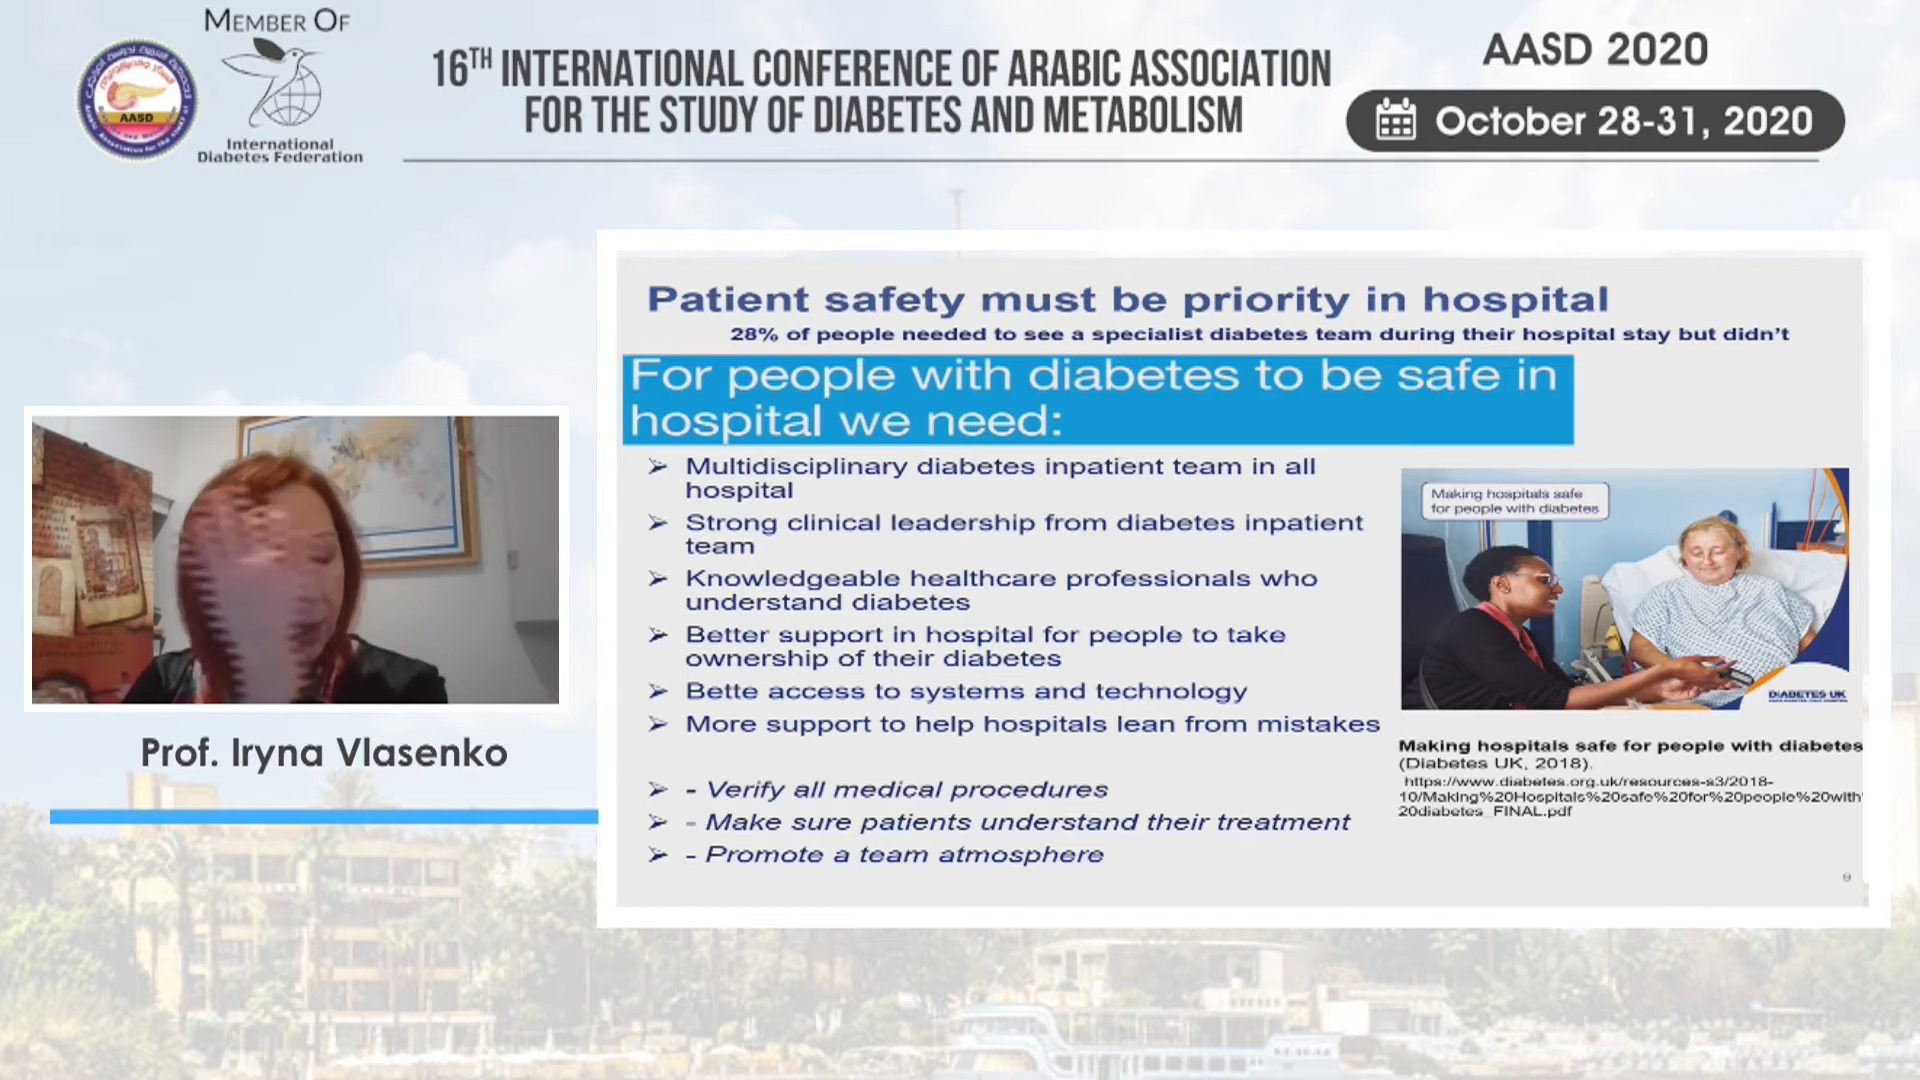 MEMBER OF
AASD
International
Diabetes Federation
16TH INTERNATIONAL CONFERENCE OF ARABIC ASSOCIATION
FOR THE STUDY OF DIABETES AND METABOLISM
AASD 2020
October 28-31, 2020
Patient safety must be priority in hospital
28% of people needed to see a specialist diabetes team during their hospital stay but didn't
For people with diabetes to be safe in
hospital we need:
➢ Multidisciplinary diabetes inpatient team in all
hospital
➢ Strong clinical leadership from diabetes inpatient
team
➢ Knowledgeable healthcare professionals who
understand diabetes
➢ Better support in hospital for people to take
ownership of their diabetes
➢ Bette access to systems and technology
➢ More support to help hospitals lean from mistakes
➢ - Verify all medical procedures
➢ - Make sure patients understand their treatment
➢ - Promote a team atmosphere
Making hospitals safe
for people with diabetes
DIABETES UK
Making hospitals safe for people with diabetes
(Diabetes UK, 2018).
https://www.diabetes.org.uk/resources-s3/2018-
10/Making%20Hospitals%20safe%20for%20people%20with
20diabetes_FINAL.pdf
9
Prof. Iryna Vlasenko